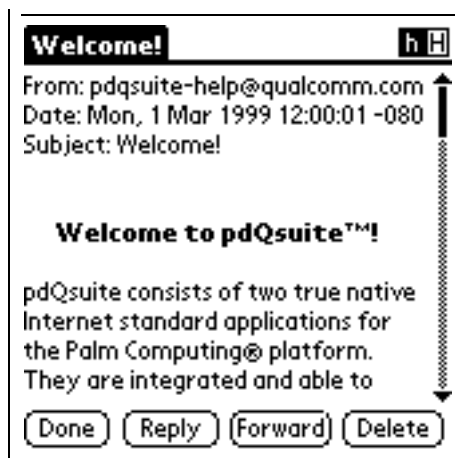 Welcome! h H
From: pdqsuite-help@qualcomm.com
Date: Mon, 1 Mar 1999 12:00:01 -080
Subject: Welcome!
Welcome to pdQsuite™!
pdQsuite consists of two true native
Internet standard applications for
the Palm Computing® platform.
They are integrated and able to
Done Reply Forward Delete